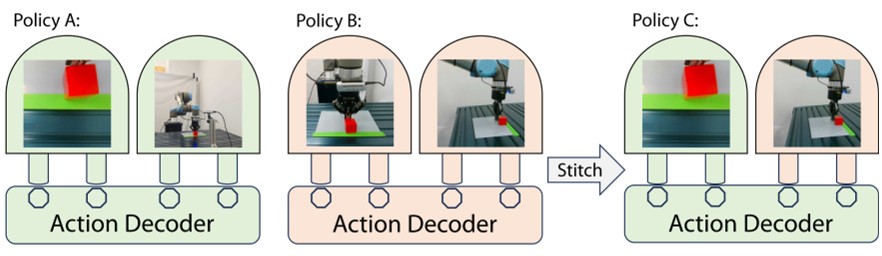 Policy A:
Policy B:
Policy C:
Stitch
Action Decoder
Action Decoder
Action Decoder